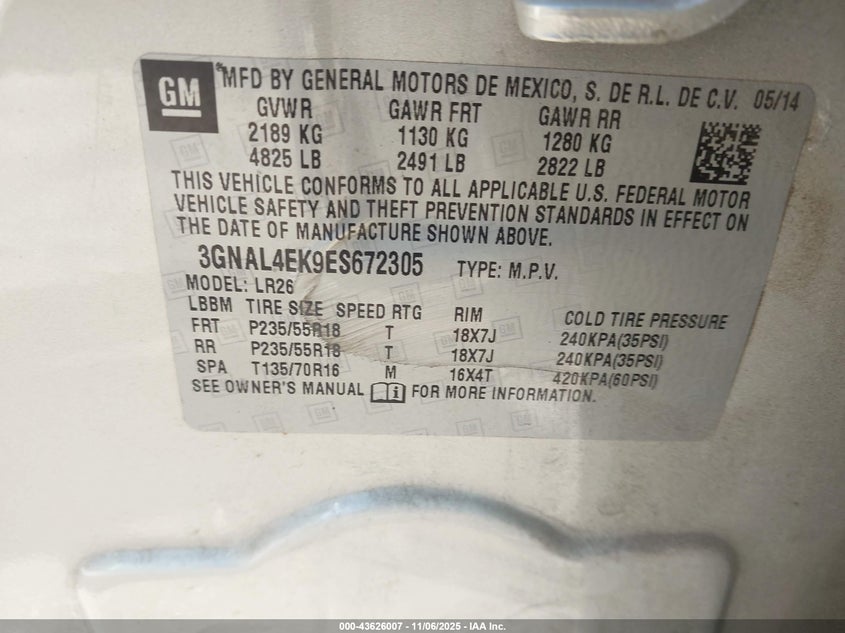 GM *MFD BY GENERAL MOTORS DE MEXICO, S. DE R.L. DE C.V. 05/14
GVWR GAWR FRT GAWR RR
2189 KG 1130 KG 1280 KG
4825 LB 2491 LB 2822 LB
THIS VEHICLE CONFORMS TO ALL APPLICABLE U.S. FEDERAL MOTOR
VEHICLE SAFETY AND THEFT PREVENTION STANDARDS IN EFFECT ON
THE DATE OF MANUFACTURE SHOWN ABOVE.
3GNAL4EK9ES672305 TYPE: M.P.V.
MODEL: LR26
LBBM TIRE SIZE SPEED RTG RIM COLD TIRE PRESSURE
FRT P235/55R18 T 18X7J 240KPA(35PSI)
RR P235/55R18 T 18X7J 240KPA(35PSI)
SPA T135/70R16 M 16X4T 420KPA(60PSI)
SEE OWNER'S MANUAL FOR MORE INFORMATION.
000-43626007 - 11/06/2025 - IAA Inc.